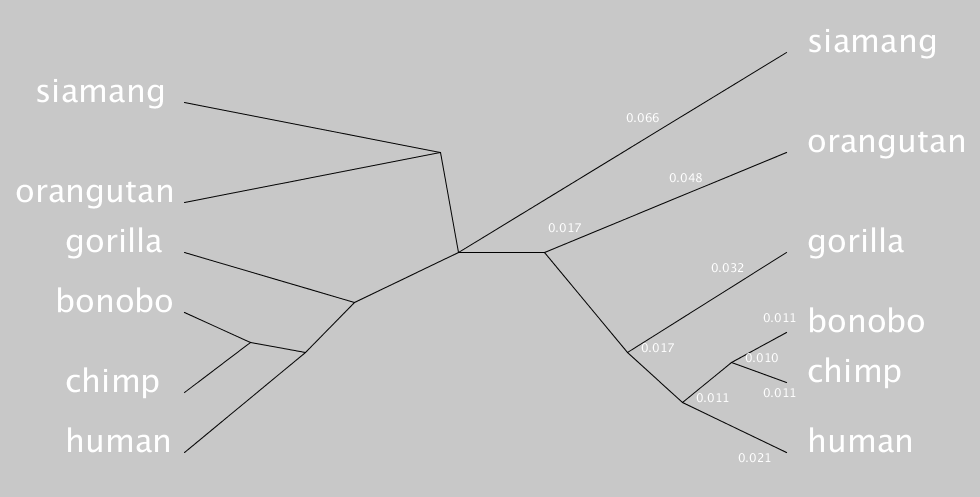 siamang
orangutan
gorilla
bonobo
chimp
human
siamang
0.066
orangutan
0.048
0.017
gorilla
0.032
0.011
bonobo
0.017
0.010
chimp
0.011
0.011
human
0.021